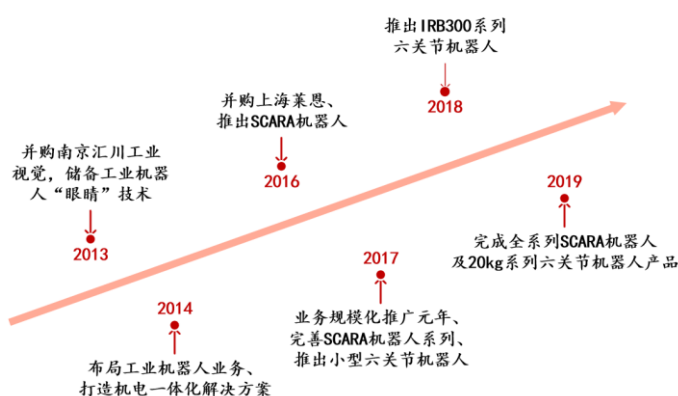 推出IRB300系列
六关节机器人
2018
并购上海莱恩、
推出SCARA机器人
2016
并购南京汇川工业
视觉，储备工业机器
人“眼睛”技术
2013
2019
完成全系列SCARA机器人
及20kg系列六关节机器人产品
2017
业务规模化推广元年、
完善SCARA机器人系列、
推出小型六关节机器人
2014
布局工业机器人业务、
打造机电一体化解决方案